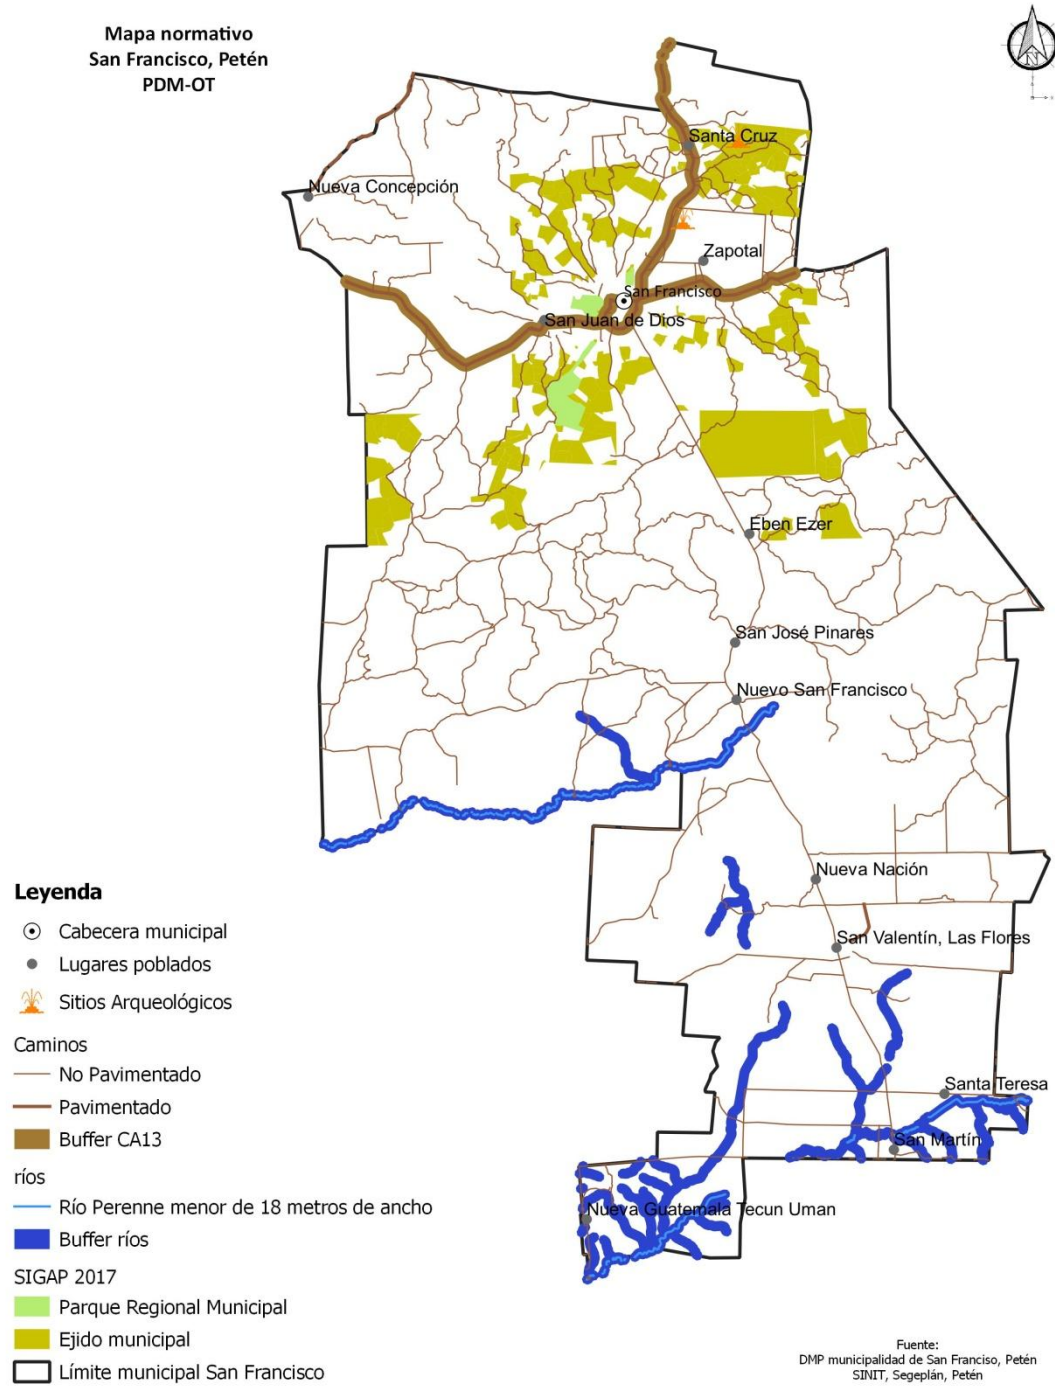 Mapa normativo
San Francisco, Petén
PDM-OT
N
Santa Cruz
Nueva Concepción
Zapotal
San Francisco
San Juan de Dios
Eben Ezer
San José Pinares
Nuevo San Francisco
Nueva Nación
San Valentín, Las Flores
Santa Teresa
San Martín
Nueva Guatemala Tecun Uman
Leyenda
Cabecera municipal
Lugares poblados
Sitios Arqueológicos
Caminos
No Pavimentado
Pavimentado
Buffer CA13
ríos
Río Perenne menor de 18 metros de ancho
Buffer ríos
SIGAP 2017
Parque Regional Municipal
Ejido municipal
Límite municipal San Francisco
Fuente:
DMP municipalidad de San Franciso, Petén
SINIT, Segeplán, Petén